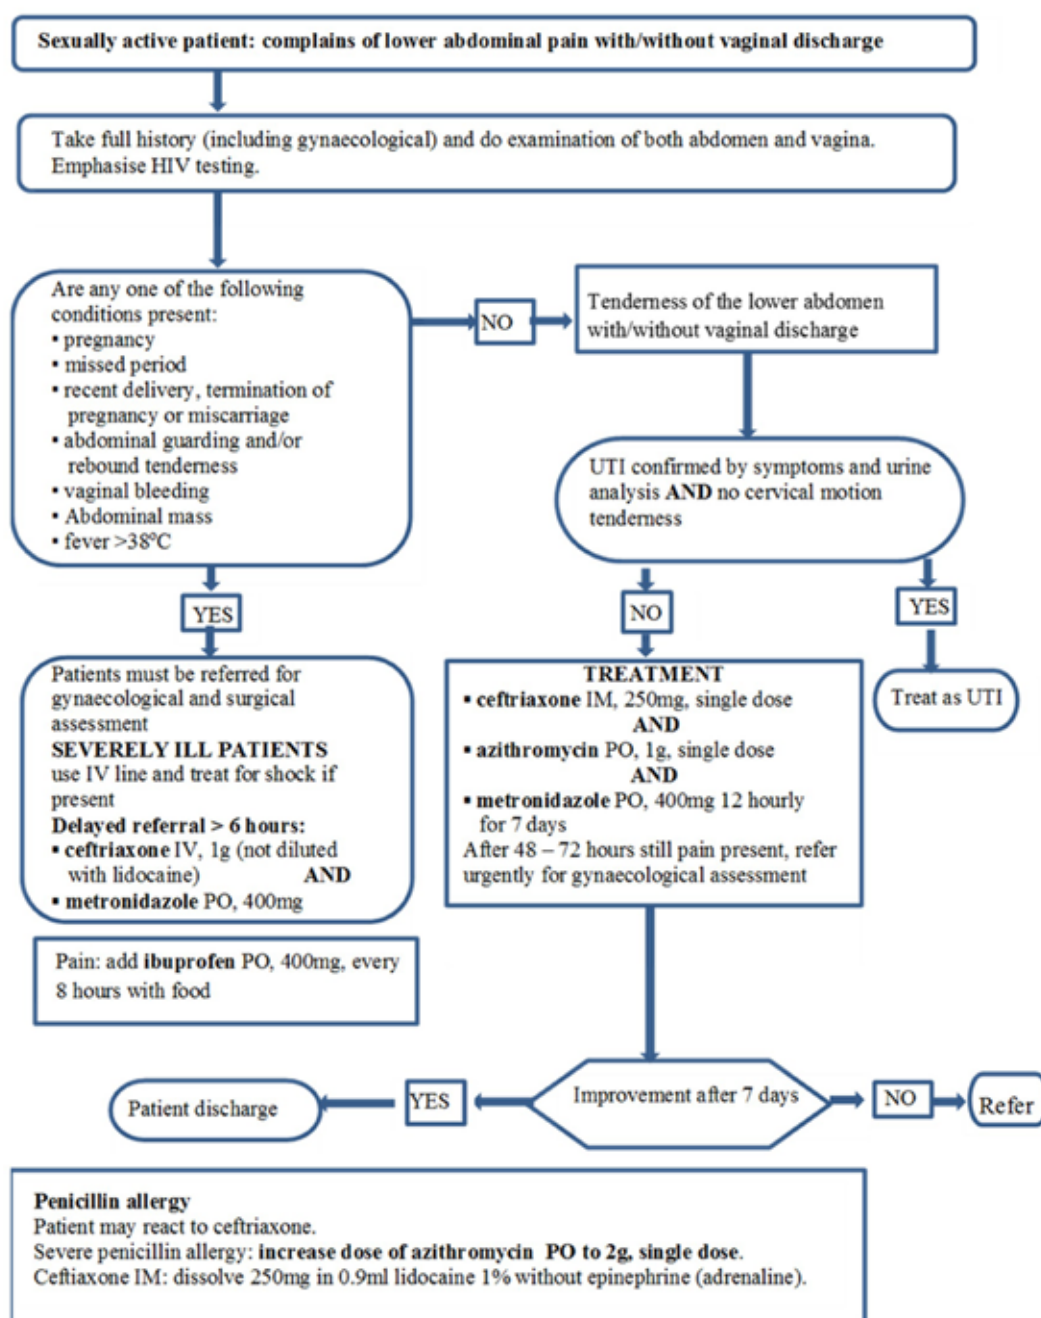 Sexually active patient: complains of lower abdominal pain with/without vaginal discharge
Take full history (including gynaecological) and do examination of both abdomen and vagina.
Emphasise HIV testing.
Are any one of the following
conditions present:
▪ pregnancy
▪ missed period
▪ recent delivery, termination of
pregnancy or miscarriage
▪ abdominal guarding and/or
rebound tenderness
▪ vaginal bleeding
▪ Abdominal mass
▪ fever >38°C
NO
Tenderness of the lower abdomen
with/without vaginal discharge
UTI confirmed by symptoms and urine
analysis AND no cervical motion
tenderness
YES
NO
YES
Patients must be referred for
gynaecological and surgical
assessment
SEVERELY ILL PATIENTS
use IV line and treat for shock if
present
Delayed referral > 6 hours:
▪ ceftriaxone IV, 1g (not diluted
with lidocaine) AND
▪ metronidazole PO, 400mg
TREATMENT
▪ ceftriaxone IM, 250mg, single dose
AND
▪ azithromycin PO, 1g, single dose
AND
▪ metronidazole PO, 400mg 12 hourly
for 7 days
After 48 – 72 hours still pain present, refer
urgently for gynaecological assessment
Treat as UTI
Pain: add ibuprofen PO, 400mg, every
8 hours with food
Patient discharge
YES
Improvement after 7 days
NO
Refer
Penicillin allergy
Patient may react to ceftriaxone.
Severe penicillin allergy: increase dose of azithromycin PO to 2g, single dose.
Ceftiaxone IM: dissolve 250mg in 0.9ml lidocaine 1% without epinephrine (adrenaline).